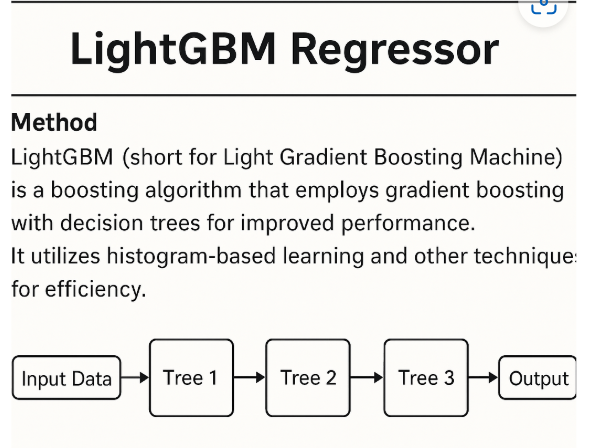 LightGBM Regressor
Method
LightGBM (short for Light Gradient Boosting Machine)
is a boosting algorithm that employs gradient boosting
with decision trees for improved performance.
It utilizes histogram-based learning and other techniques
for efficiency.
Input Data
Tree 1
Tree 2
Tree 3
Output